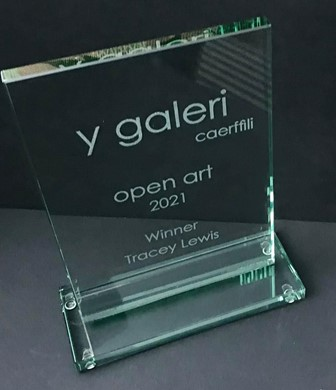 y galeri
caerffili
open art
2021
Winner
Tracey Lewis